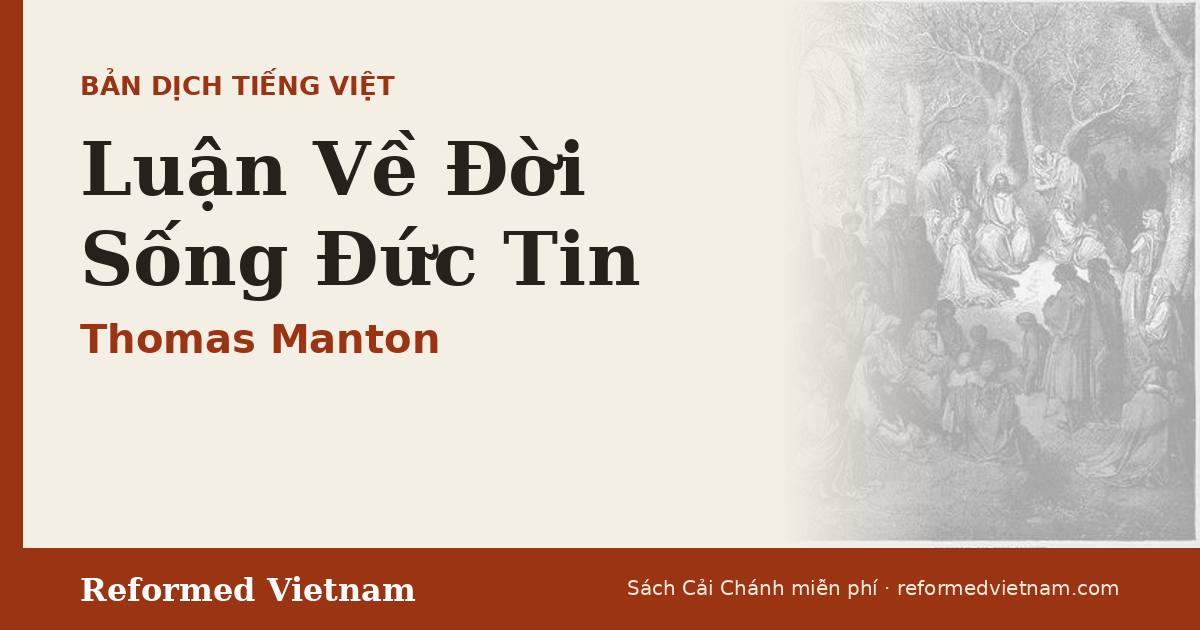 BẢN DỊCH TIẾNG VIỆT
Luận Về Đời
Sống Đức Tin
Thomas Manton
Reformed Vietnam
Sách Cải Chánh miễn phí · reformedvietnam.com